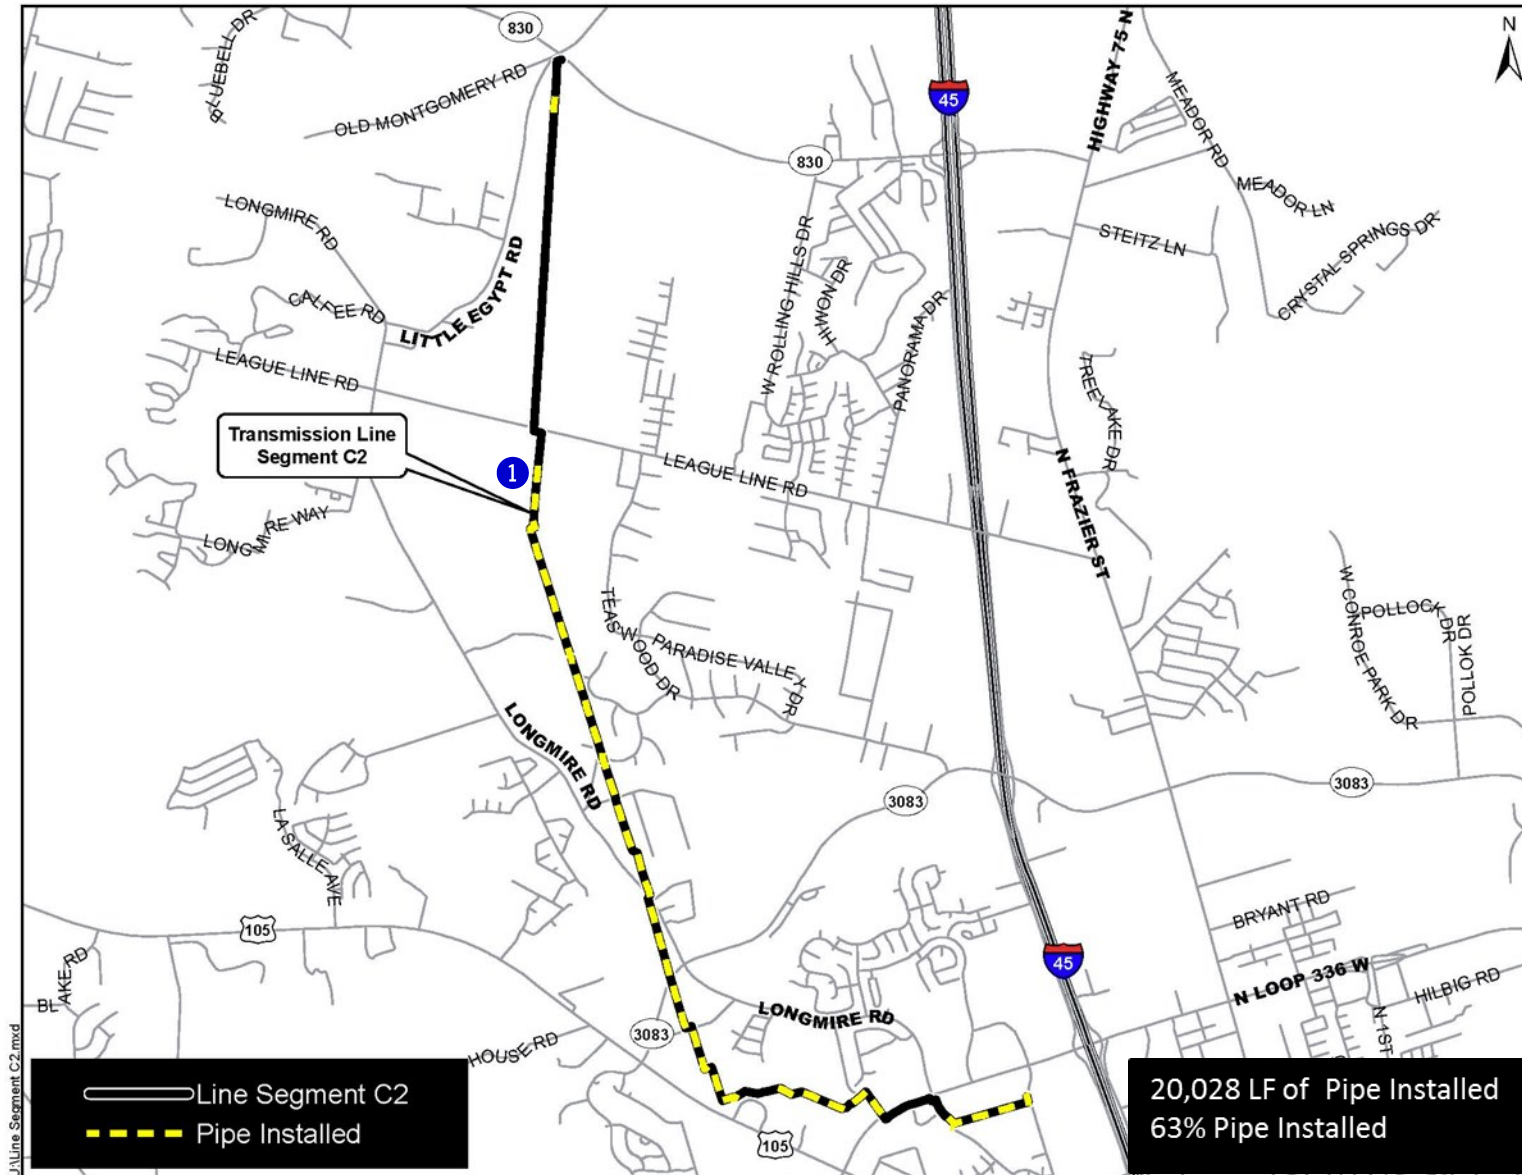 N
830
BLUEBELL DR
OLD MONTGOMERY RD
45
HIGHWAY 75 N
MEADOR RD
830
MEADOR LN
LONGMIRE RD
STEITZ LN
CRYSTAL SPRINGS DR
W ROLLING HILLS DR
HIWON DR
CALFEE RD
LITTLE EGYPT RD
PANORAMA DR
LEAGUE LINE RD
TREE LAKE DR
Transmission Line
Segment C2
1
LEAGUE LINE RD
N FRAZIER ST
LONGMIRE WAY
TEASWOOD DR
PARADISE VALLEY DR
W CONROE PARK DR
POLLOCK DR
POLLOK DR
LONGMIRE RD
3083
3083
LA SALLE AVE
105
BRYANT RD
BLAKE RD
45
N LOOP 336 W
HILBIG RD
LONGMIRE RD
3083
N 1ST
HOUSE RD
105
J:\Line Segment C2.mxd
Line Segment C2
Pipe Installed
20,028 LF of Pipe Installed
63% Pipe Installed